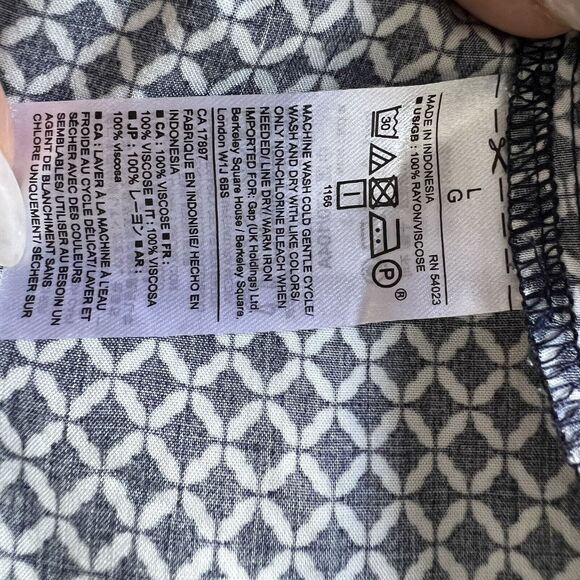 L
G
MADE IN INDONESIA RN 54023
■ US/GB : 100% RAYON/VISCOSE
30 P ®
I
1166
MACHINE WASH COLD GENTLE CYCLE/
WASH AND DRY WITH LIKE COLORS/
ONLY NON-CHLORINE BLEACH WHEN
NEEDED/ LINE DRY/ WARM IRON
IMPORTED FOR: Gap (UK Holdings) Ltd
Berkeley Square House / Berkeley Square,
London W1J 6BS
CA 17897
FABRIQUÉ EN INDONÉSIE/ HECHO EN
INDONESIA
■ CA : 100% VISCOSE ■ FR :
100% VISCOSE ■ IT : 100% VISCOSA
■ JP : 100% レーヨン ■ AR :
100% viscosa
■ CA : LAVER À LA MACHINE À L'EAU
FROIDE AU CYCLE DÉLICAT/ LAVER ET
SÉCHER AVEC DES COULEURS
SEMBLABLES/ UTILISER AU BESOIN UN
AGENT DE BLANCHIMENT SANS
CHLORE UNIQUEMENT/ SÉCHER SUR